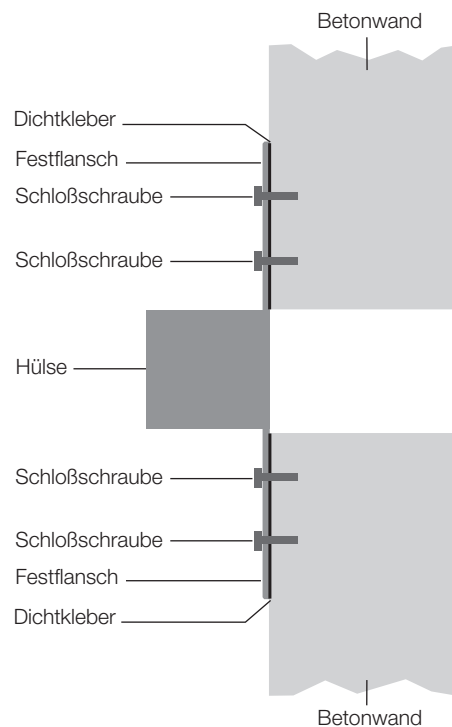 Betonwand
Dichtkleber
Festflansch
Schloßschraube
Schloßschraube
Hülse
Schloßschraube
Schloßschraube
Festflansch
Dichtkleber
Betonwand